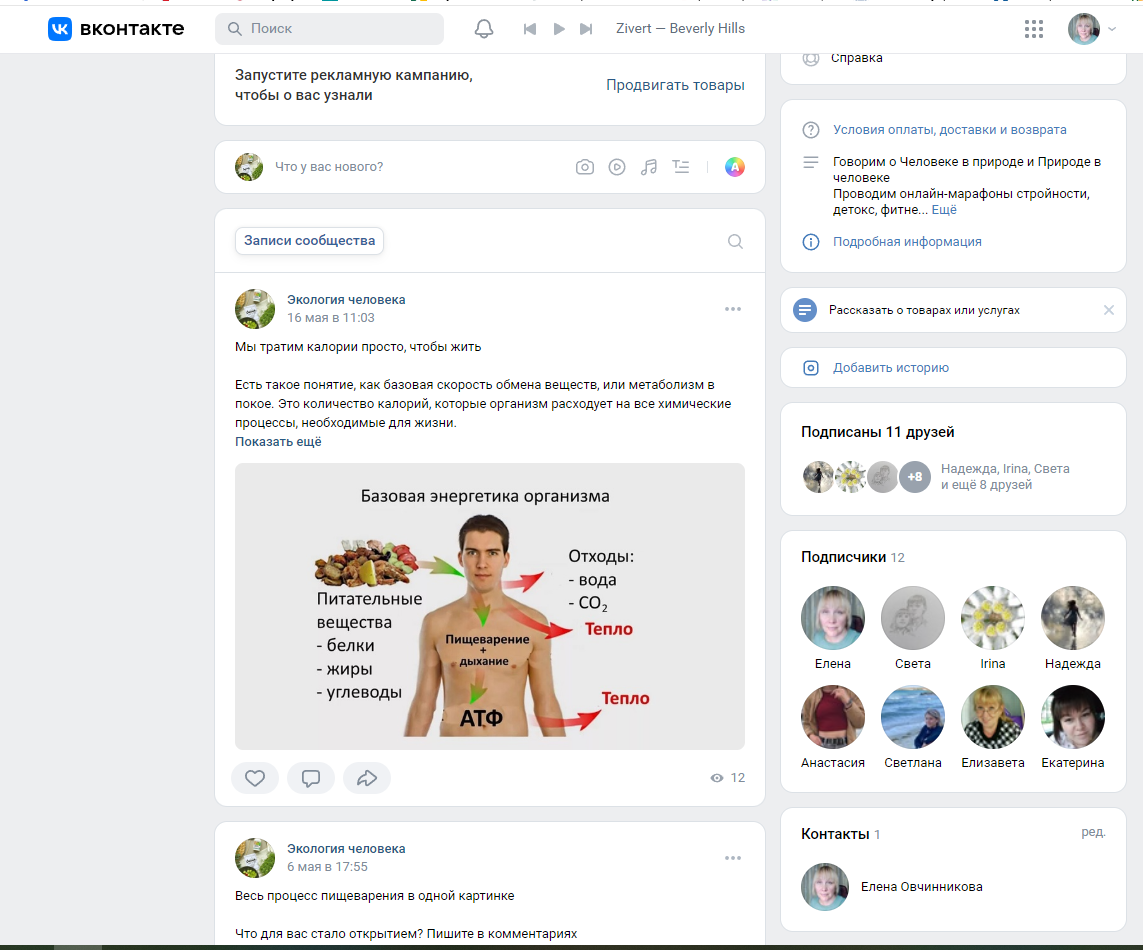 вконтакте
Поиск
Zivert — Beverly Hills
Запустите рекламную кампанию,
чтобы о вас узнали
Продвигать товары
Что у вас нового?
Записи сообщества
Экология человека
16 мая в 11:03
Мы тратим калории просто, чтобы жить
Есть такое понятие, как базовая скорость обмена веществ, или метаболизм в
покое. Это количество калорий, которые организм расходует на все химические
процессы, необходимые для жизни.
Показать ещё
Базовая энергетика организма
Питательные
вещества
- белки
- жиры
- углеводы
Отходы:
- вода
- CO₂
Тепло
Пищеварение
+
дыхание
Тепло
АТФ
12
Экология человека
6 мая в 17:55
Весь процесс пищеварения в одной картинке
Что для вас стало открытием? Пишите в комментариях
Справка
Условия оплаты, доставки и возврата
Говорим о Человеке в природе и Природе в
человеке
Проводим онлайн-марафоны стройности,
детокс, фитне... Ещё
Подробная информация
Рассказать о товарах или услугах
Добавить историю
Подписаны 11 друзей
+8
Надежда, Irina, Света
и ещё 8 друзей
Подписчики 12
Елена
Света
Irina
Надежда
Анастасия
Светлана
Елизавета
Екатерина
Контакты 1
ред.
Елена Овчинникова